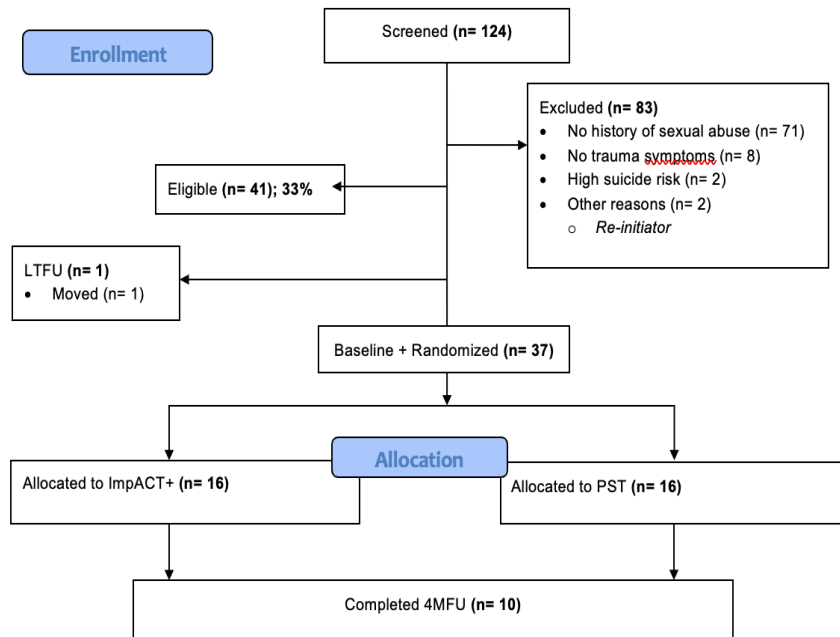 Enrollment
Screened (n= 124)
Excluded (n= 83)
• No history of sexual abuse (n= 71)
• No trauma symptoms (n= 8)
• High suicide risk (n= 2)
• Other reasons (n= 2)
o Re-initiator
Eligible (n= 41); 33%
LTFU (n= 1)
• Moved (n= 1)
Baseline + Randomized (n= 37)
Allocation
Allocated to ImpACT+ (n= 16)
Allocated to PST (n= 16)
Completed 4MFU (n= 10)